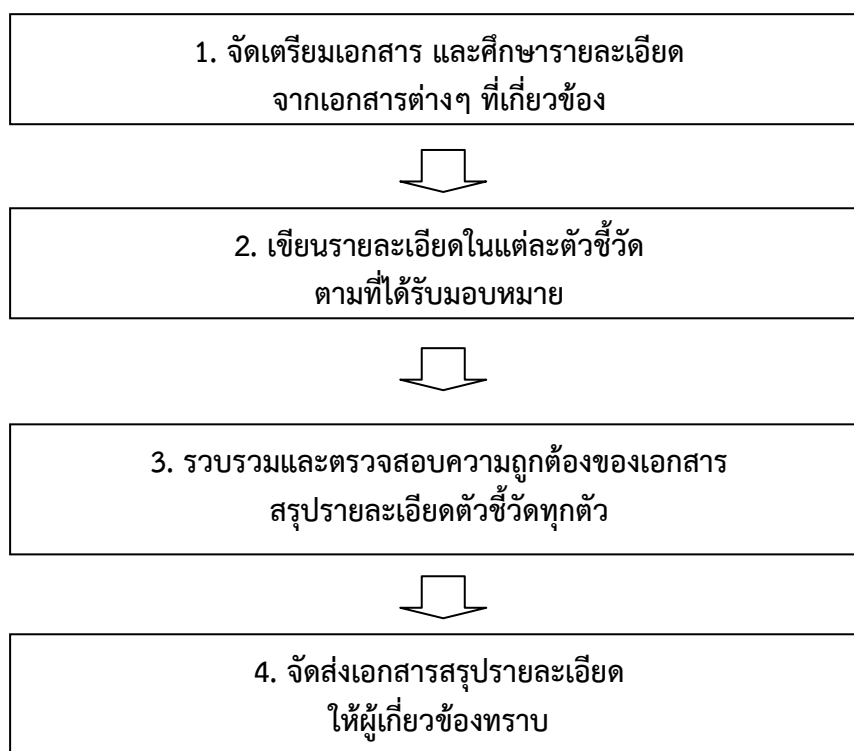 1. จัดเตรียมเอกสาร และศึกษารายละเอียด
จากเอกสารต่างๆ ที่เกี่ยวข้อง
2. เขียนรายละเอียดในแต่ละตัวชี้วัด
ตามที่ได้รับมอบหมาย
3. รวบรวมและตรวจสอบความถูกต้องของเอกสาร
สรุปรายละเอียดตัวชี้วัดทุกตัว
4. จัดส่งเอกสารสรุปรายละเอียด
ให้ผู้เกี่ยวข้องทราบ